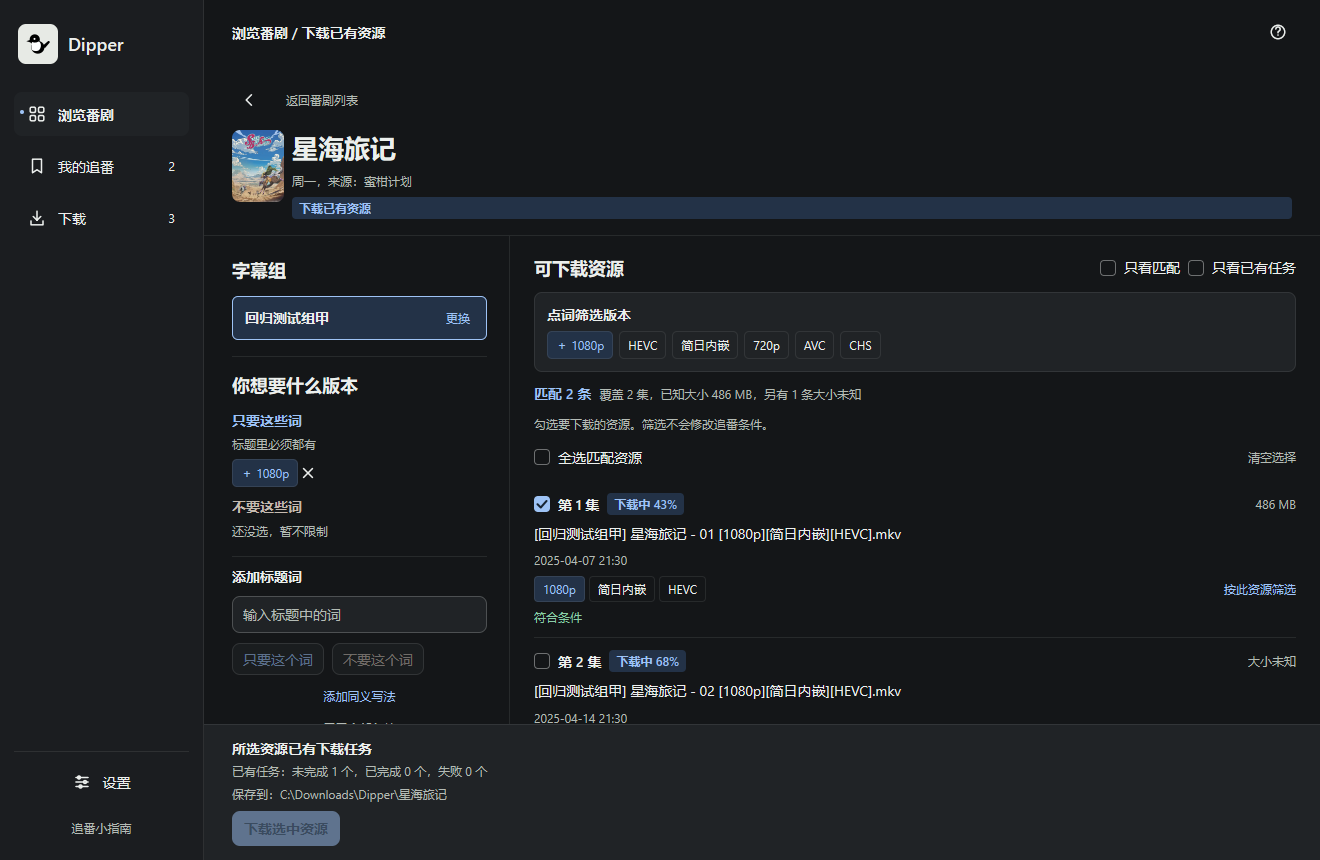 Dipper
浏览番剧
我的追番 2
下载 3
设置
追番小指南
浏览番剧 / 下载已有资源
返回番剧列表
星海旅记
周一，来源：蜜柑计划
下载已有资源
字幕组
回归测试组甲 更换
你想要什么版本
只要这些词
标题里必须都有
+ 1080p
不要这些词
还没选，暂不限制
添加标题词
输入标题中的词
只要这个词 不要这个词
添加同义写法
可下载资源
只看匹配 只看已有任务
点词筛选版本
+ 1080p HEVC 简日内嵌 720p AVC CHS
匹配 2 条 覆盖 2 集，已知大小 486 MB，另有 1 条大小未知
勾选要下载的资源。筛选不会修改追番条件。
全选匹配资源 清空选择
第 1 集 下载中 43% 486 MB
[回归测试组甲] 星海旅记 - 01 [1080p][简日内嵌][HEVC].mkv
2025-04-07 21:30
1080p 简日内嵌 HEVC 按此资源筛选
符合条件
第 2 集 下载中 68% 大小未知
[回归测试组甲] 星海旅记 - 02 [1080p][简日内嵌][HEVC].mkv
2025-04-14 21:30
所选资源已有下载任务
已有任务：未完成 1 个，已完成 0 个，失败 0 个
保存到：C:\Downloads\Dipper\星海旅记
下载选中资源